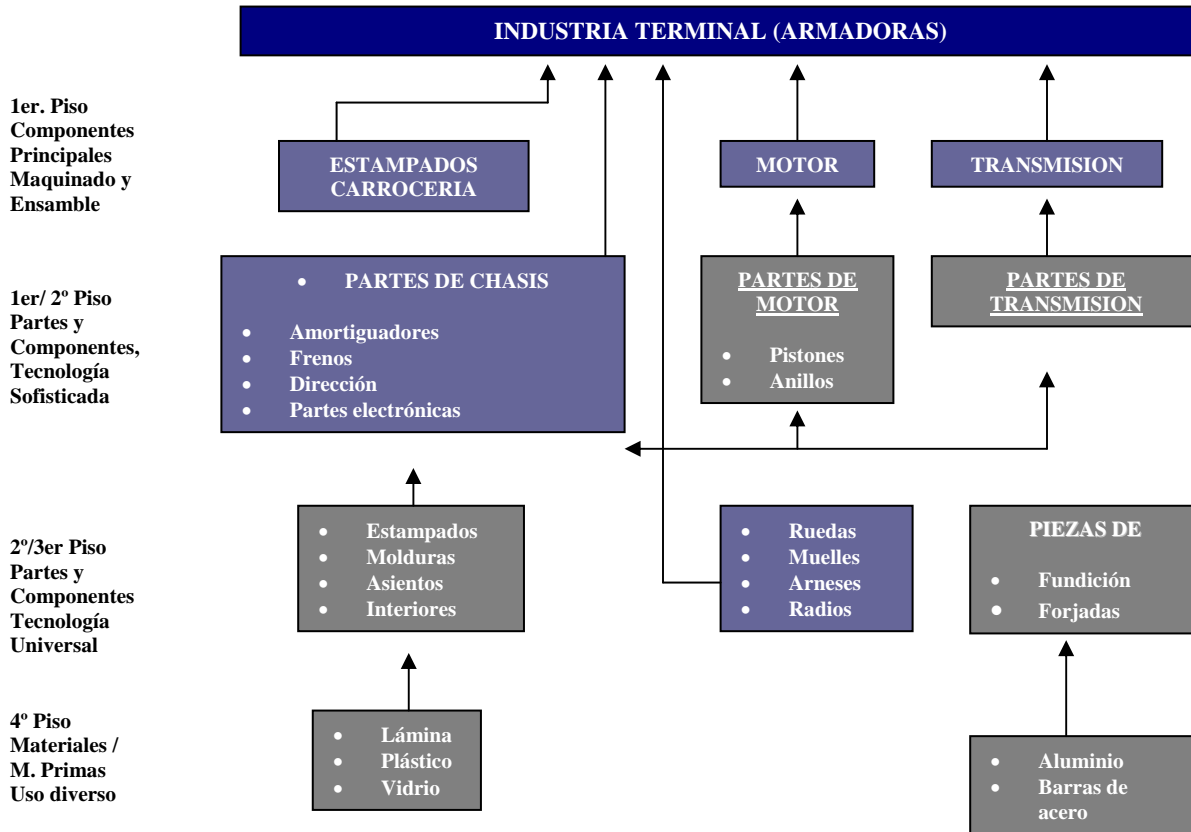 INDUSTRIA TERMINAL (ARMADORAS)
1er. Piso
Componentes
Principales
Maquinado y
Ensamble
ESTAMPADOS
CARROCERIA
MOTOR
TRANSMISION
1er/ 2º Piso
Partes y
Componentes,
Tecnología
Sofisticada
• PARTES DE CHASIS
• Amortiguadores
• Frenos
• Dirección
• Partes electrónicas
PARTES DE
MOTOR
• Pistones
• Anillos
PARTES DE
TRANSMISION
2º/3er Piso
Partes y
Componentes
Tecnología
Universal
• Estampados
• Molduras
• Asientos
• Interiores
• Ruedas
• Muelles
• Arneses
• Radios
PIEZAS DE
• Fundición
• Forjadas
4º Piso
Materiales /
M. Primas
Uso diverso
• Lámina
• Plástico
• Vidrio
• Aluminio
• Barras de
acero